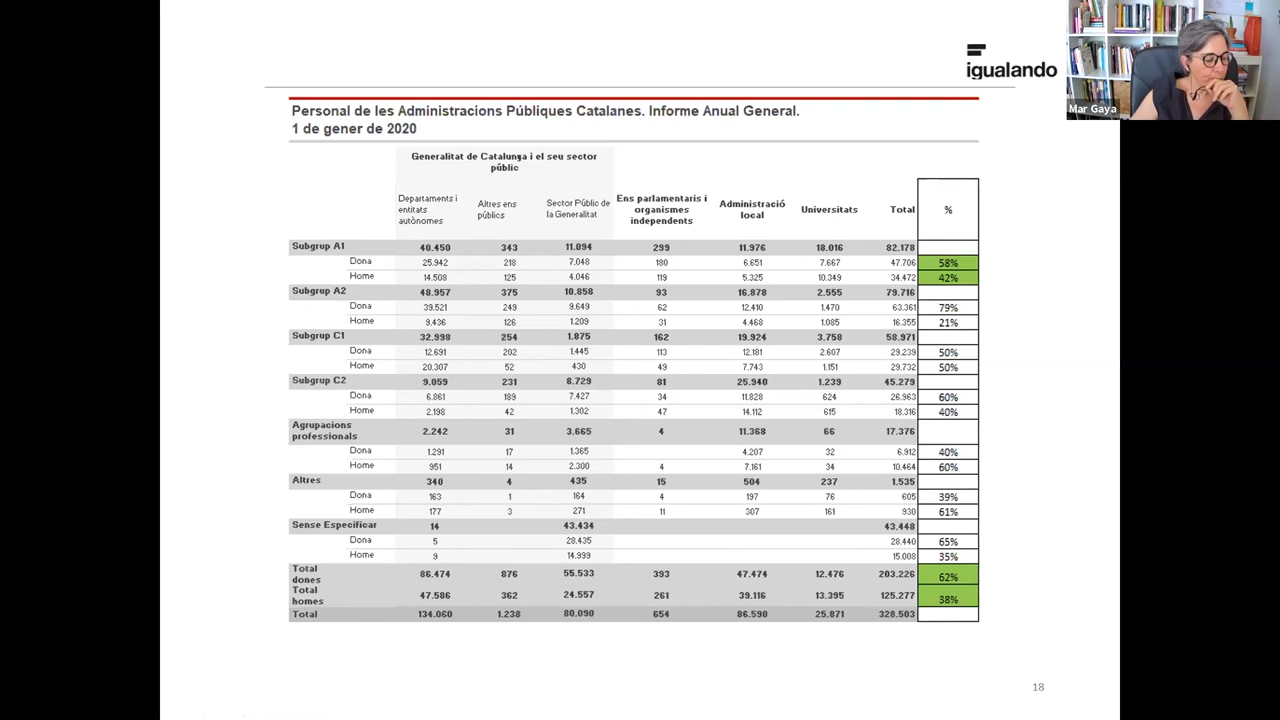 igualando
Mar Gaya
Personal de les Administracions Públiques Catalanes. Informe Anual General.
1 de gener de 2020
Generalitat de Catalunya i el seu sector
públic
Departaments i
entitats
autònomes
Altres ens
públics
Sector Públic de
la Generalitat
Ens parlamentaris i
organismes
independents
Administració
local
Universitats
Total
%
Subgrup A1 40.450 343 11.094 299 11.976 18.016 82.178
Dona 25.942 218 7.048 180 6.651 7.667 47.706 58%
Home 14.508 125 4.046 119 5.325 10.349 34.472 42%
Subgrup A2 48.957 375 10.858 93 16.878 2.555 79.716
Dona 39.521 249 9.649 62 12.410 1.470 63.361 79%
Home 9.436 126 1.209 31 4.468 1.085 16.355 21%
Subgrup C1 32.998 254 1.875 162 19.924 3.758 58.971
Dona 12.691 202 1.445 113 12.181 2.607 29.239 50%
Home 20.307 52 430 49 7.743 1.151 29.732 50%
Subgrup C2 9.059 231 8.729 81 25.940 1.239 45.279
Dona 6.861 189 7.427 34 11.828 624 26.963 60%
Home 2.198 42 1.302 47 14.112 615 18.316 40%
Agrupacions
professionals 2.242 31 3.665 4 11.368 66 17.376
Dona 1.291 17 1.365 4.207 32 6.912 40%
Home 951 14 2.300 4 7.161 34 10.464 60%
Altres 340 4 435 15 504 237 1.535
Dona 163 1 164 4 197 76 605 39%
Home 177 3 271 11 307 161 930 61%
Sense Especificar 14 43.434 43.448
Dona 5 28.435 28.440 65%
Home 9 14.999 15.008 35%
Total
dones 86.474 876 55.533 393 47.474 12.476 203.226 62%
Total
homes 47.586 362 24.557 261 39.116 13.395 125.277 38%
Total 134.060 1.238 80.090 654 86.590 25.871 328.503
18